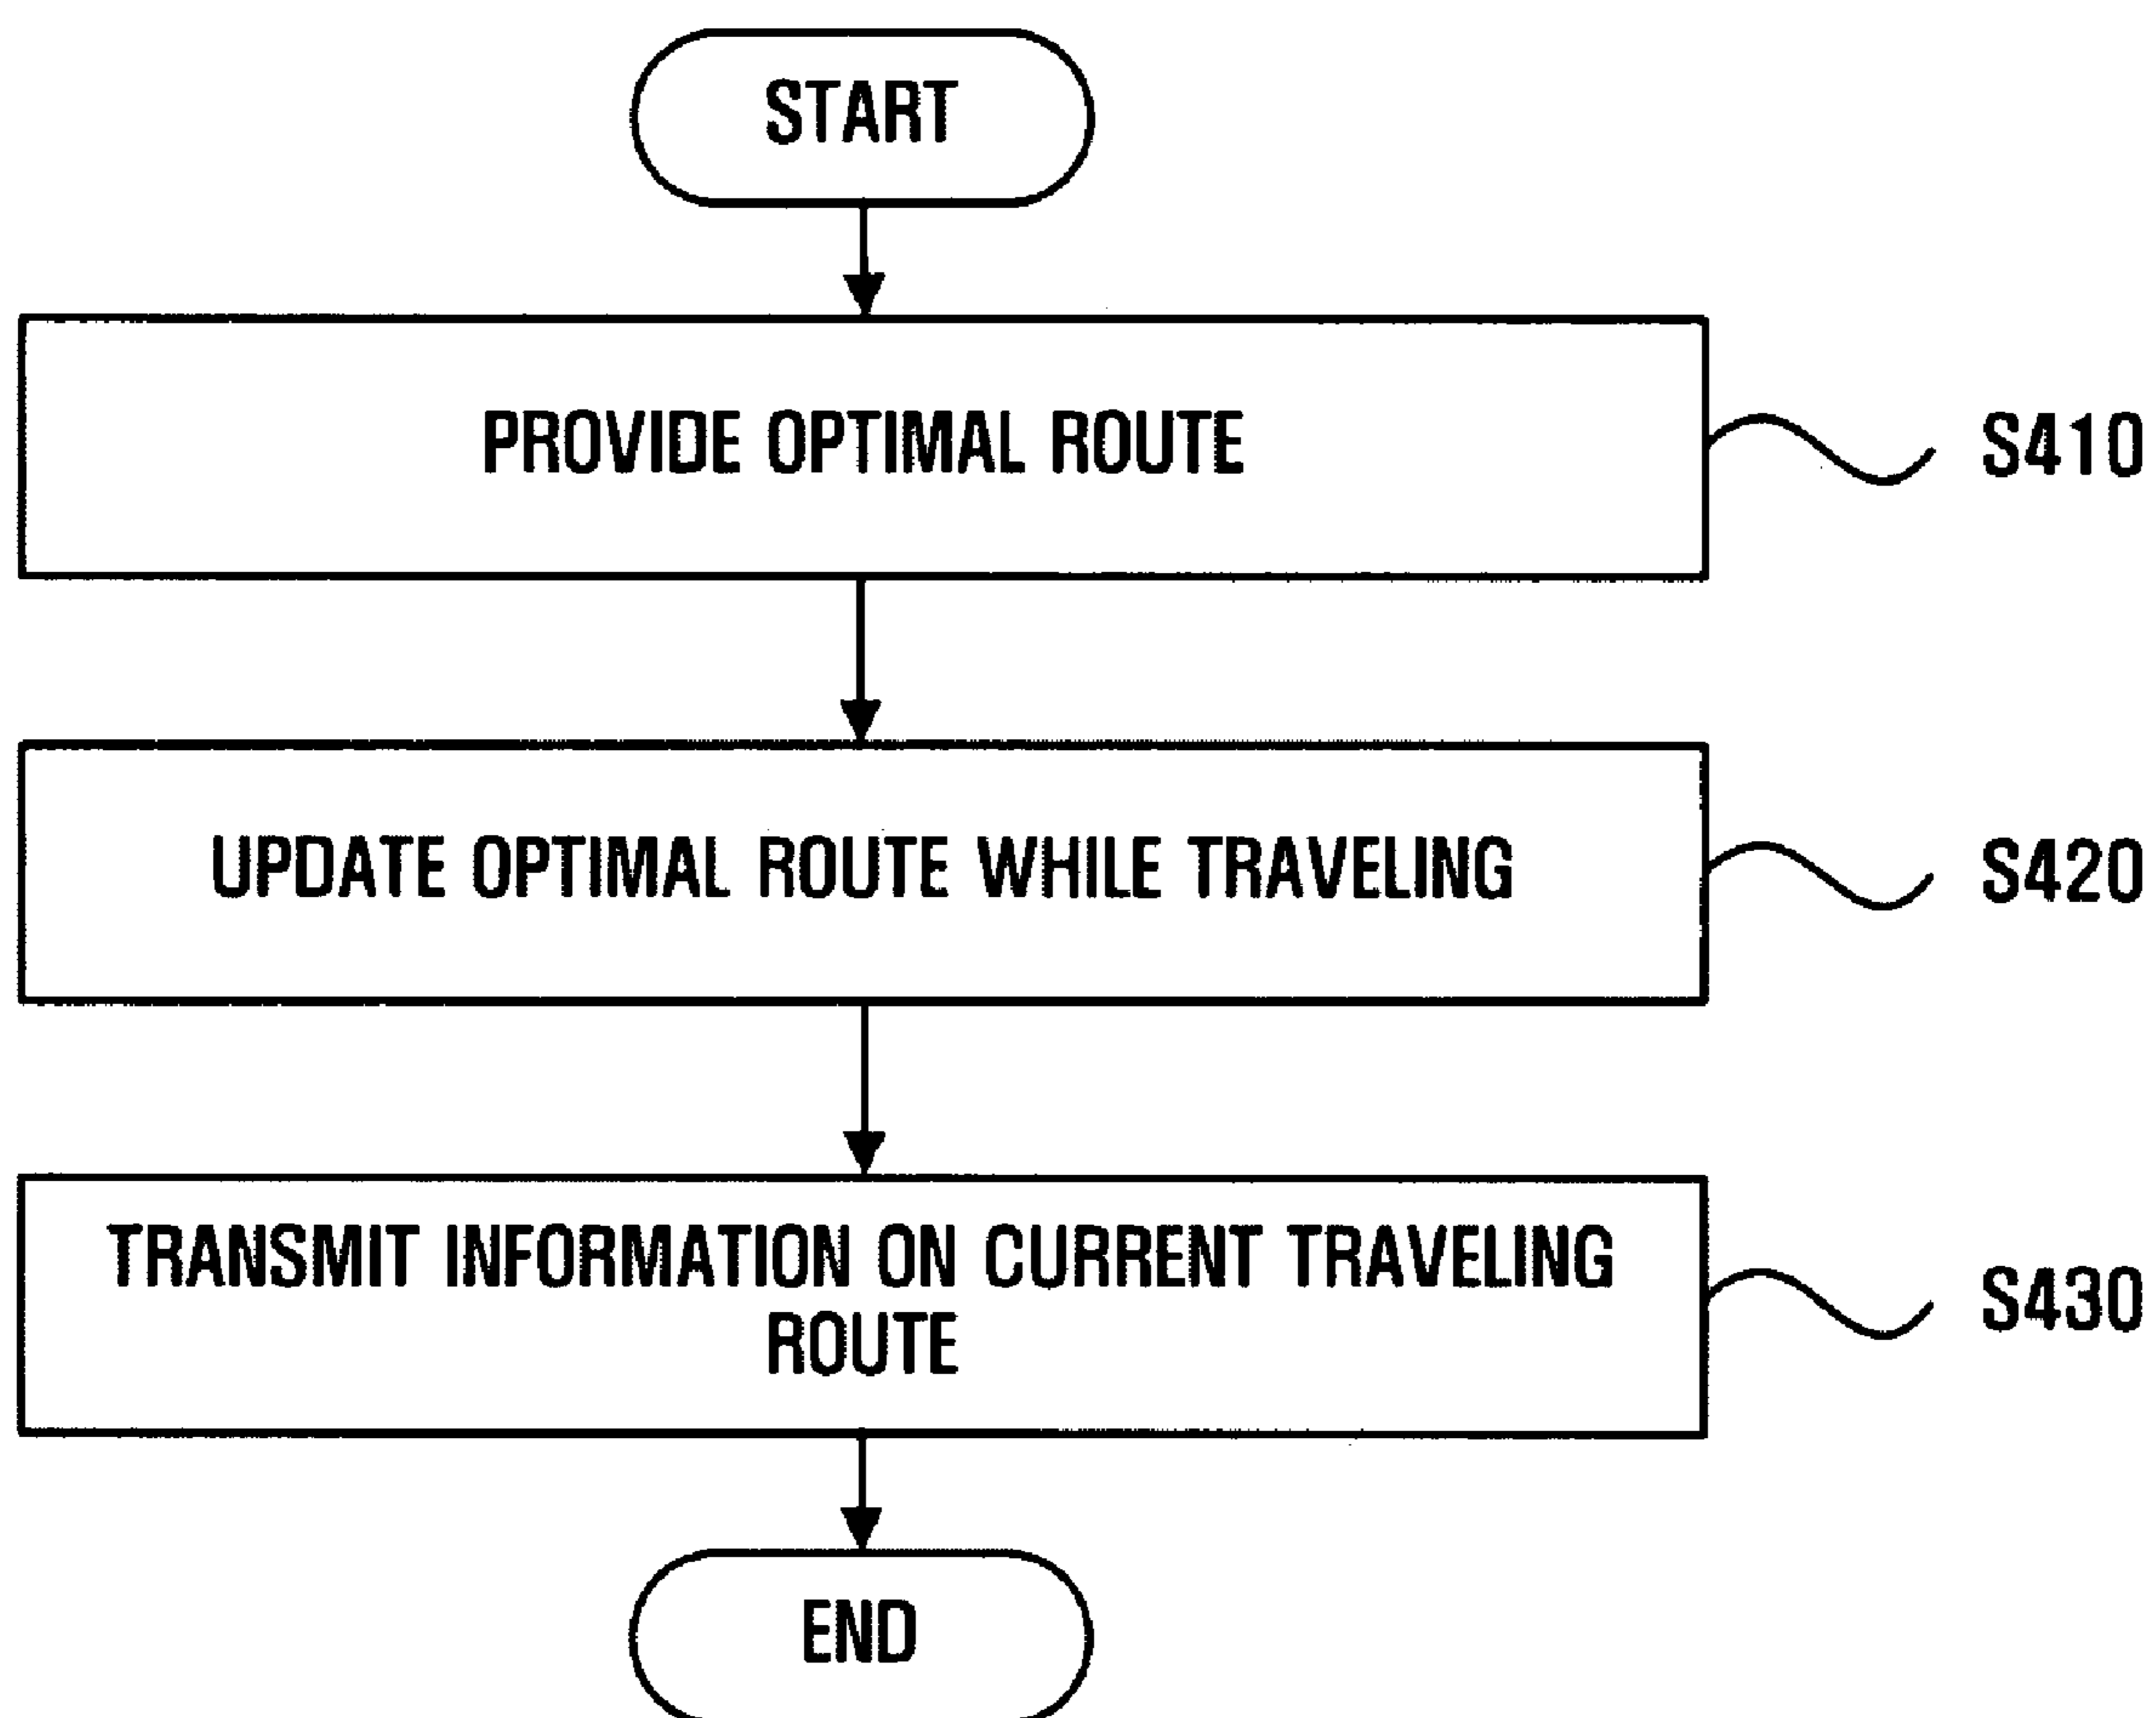 START
PROVIDE OPTIMAL ROUTE
S410
UPDATE OPTIMAL ROUTE WHILE TRAVELING
S420
TRANSMIT INFORMATION ON CURRENT TRAVELING
ROUTE
S430
END